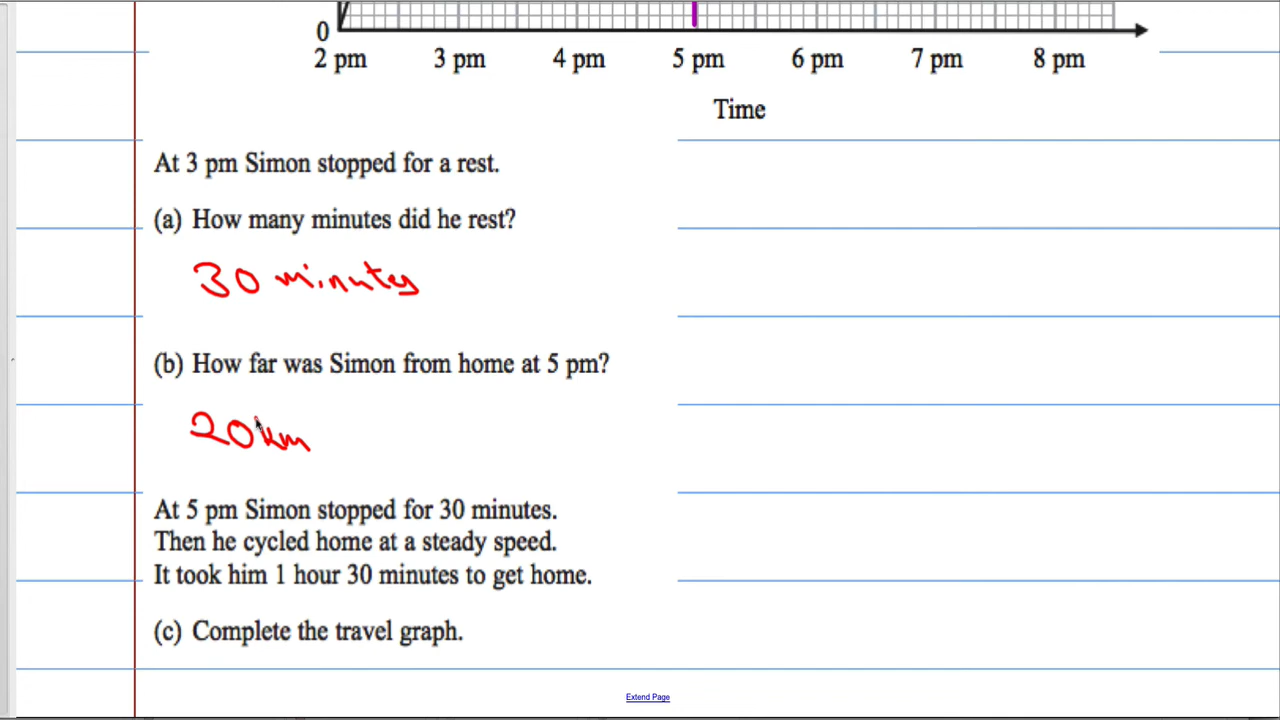 0
2 pm 3 pm 4 pm 5 pm 6 pm 7 pm 8 pm
Time
At 3 pm Simon stopped for a rest.
(a) How many minutes did he rest?
30 minutes
(b) How far was Simon from home at 5 pm?
20km
At 5 pm Simon stopped for 30 minutes.
Then he cycled home at a steady speed.
It took him 1 hour 30 minutes to get home.
(c) Complete the travel graph.
Extend Page